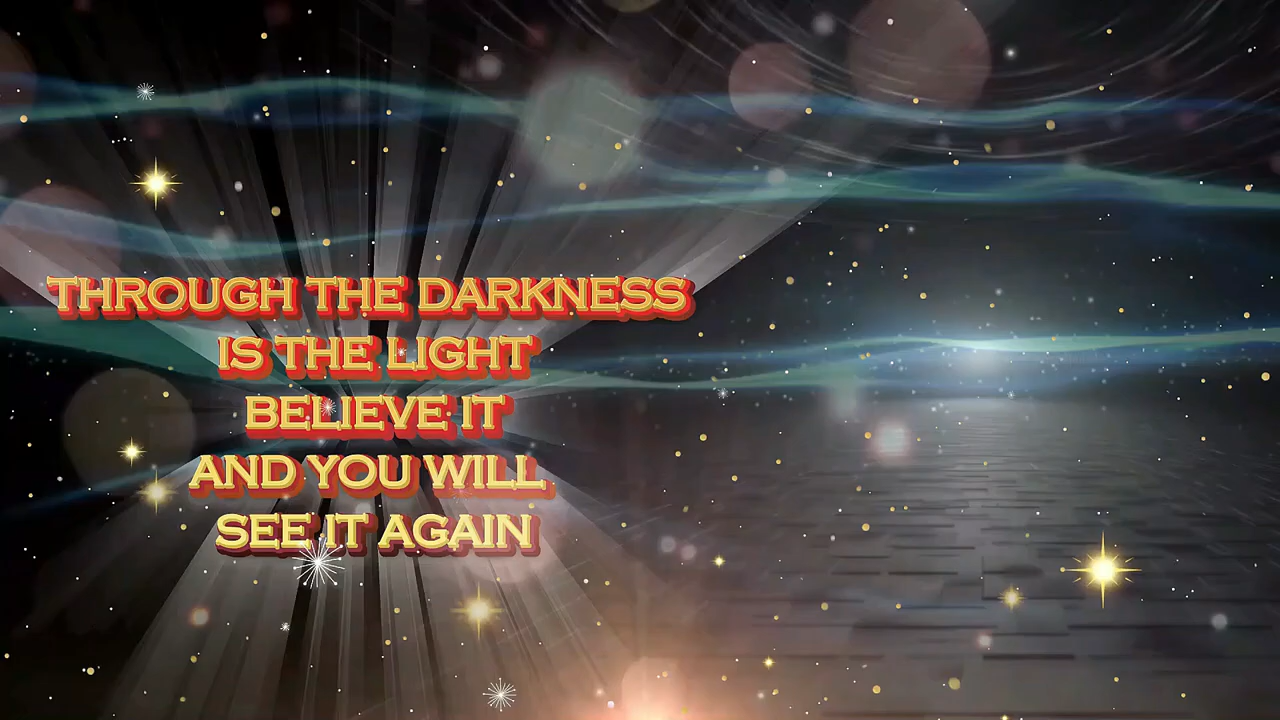 THROUGH THE DARKNESS
IS THE LIGHT
BELIEVE IT
AND YOU WILL
SEE IT AGAIN